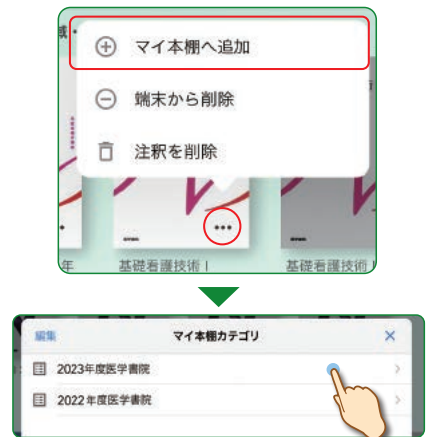 マイ本棚へ追加
端末から削除
注釈を削除
年
基礎看護技術 I
基礎看護技術 I
編集
マイ本棚カテゴリ
2023年度医学書院
2022年度医学書院